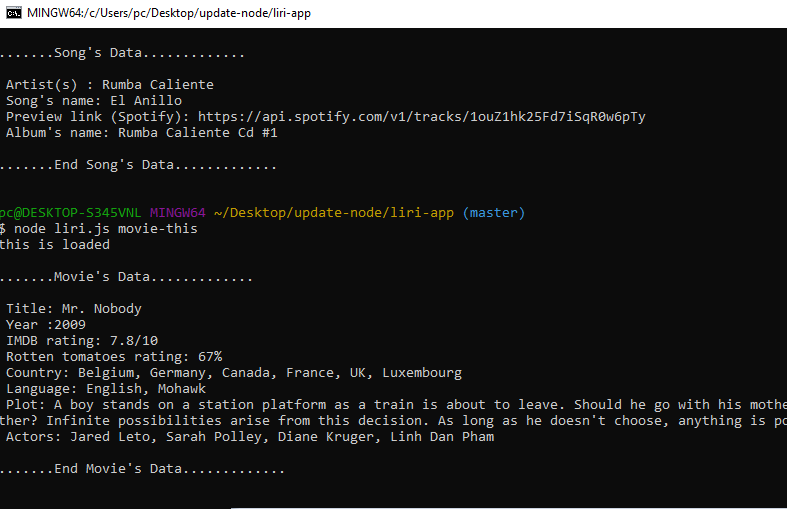 MINGW64:/c/Users/pc/Desktop/update-node/liri-app
.......Song's Data.............
Artist(s) : Rumba Caliente
Song's name: El Anillo
Preview link (Spotify): https://api.spotify.com/v1/tracks/1ouZ1hk25Fd7iSqR0w6pTy
Album's name: Rumba Caliente Cd #1
.......End Song's Data.............
pc@DESKTOP-S345VNL MINGW64 ~/Desktop/update-node/liri-app (master)
$ node liri.js movie-this
this is loaded
.......Movie's Data.............
Title: Mr. Nobody
Year :2009
IMDB rating: 7.8/10
Rotten tomatoes rating: 67%
Country: Belgium, Germany, Canada, France, UK, Luxembourg
Language: English, Mohawk
Plot: A boy stands on a station platform as a train is about to leave. Should he go with his mothe
ther? Infinite possibilities arise from this decision. As long as he doesn't choose, anything is po
Actors: Jared Leto, Sarah Polley, Diane Kruger, Linh Dan Pham
.......End Movie's Data.............